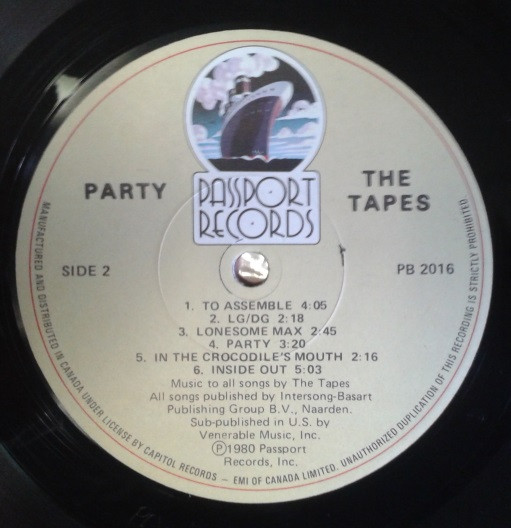 PARTY
PASSPORT
RECORDS
THE
TAPES
SIDE 2
PB 2016
1. TO ASSEMBLE 4:05
2. LG/DG 2:18
3. LONESOME MAX 2:45
4. PARTY 3:20
5. IN THE CROCODILE'S MOUTH 2:16
6. INSIDE OUT 5:03
Music to all songs by The Tapes
All songs published by Intersong-Basart
Publishing Group B.V., Naarden.
Sub-published in U.S. by
Venerable Music, Inc.
Ⓟ1980 Passport
Records, Inc.
MANUFACTURED AND DISTRIBUTED IN CANADA UNDER LICENSE BY CAPITOL RECORDS – EMI OF CANADA LIMITED. UNAUTHORIZED DUPLICATION OF THIS RECORDING IS STRICTLY PROHIBITED